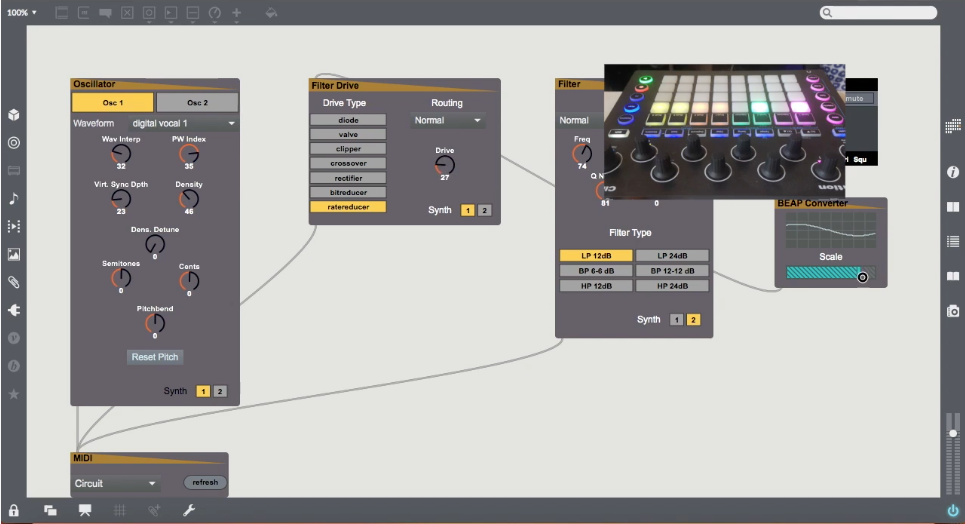 100%
Oscillator
Osc 1 Osc 2
Waveform digital vocal 1
Wav Interp PW Index
32 35
Virt. Sync Dpth Density
23 46
Dens. Detune
0
Semitones Cents
0 0
Pitchbend
0
Reset Pitch
Synth 1 2
MIDI
Circuit refresh
Filter Drive
Drive Type Routing
diode Normal
valve
clipper
crossover Drive
rectifier 27
bitreducer
ratereducer Synth 1 2
Filter
Normal
Freq
74
Q N
81 0
Filter Type
LP 12dB LP 24dB
BP 6-6 dB BP 12-12 dB
HP 12dB HP 24dB
Synth 1 2
mute
Squ
BEAP Converter
Scale